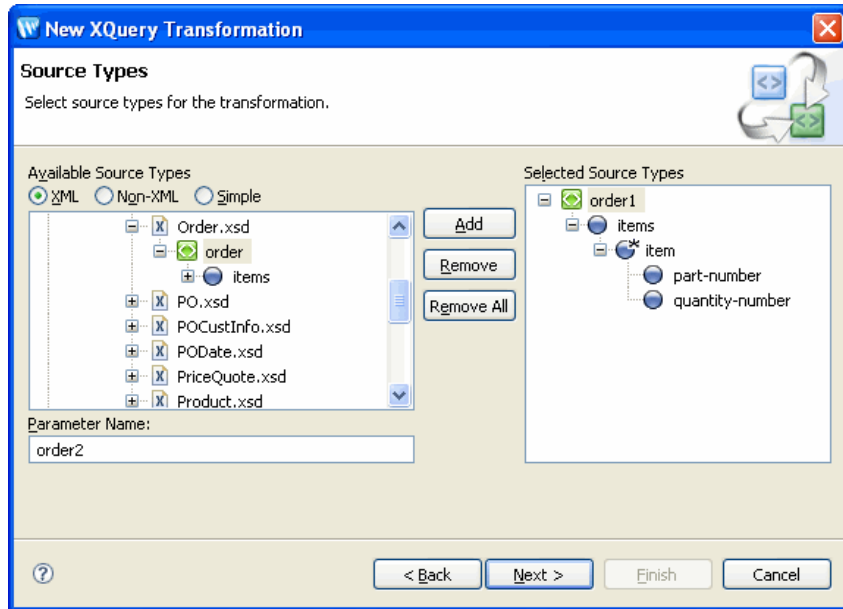 New XQuery Transformation
Source Types
Select source types for the transformation.
Available Source Types
XML Non-XML Simple
Order.xsd
order
items
PO.xsd
POCustInfo.xsd
PODate.xsd
PriceQuote.xsd
Product.xsd
Parameter Name:
order2
Add
Remove
Remove All
Selected Source Types
order1
items
item
part-number
quantity-number
< Back
Next >
Finish
Cancel